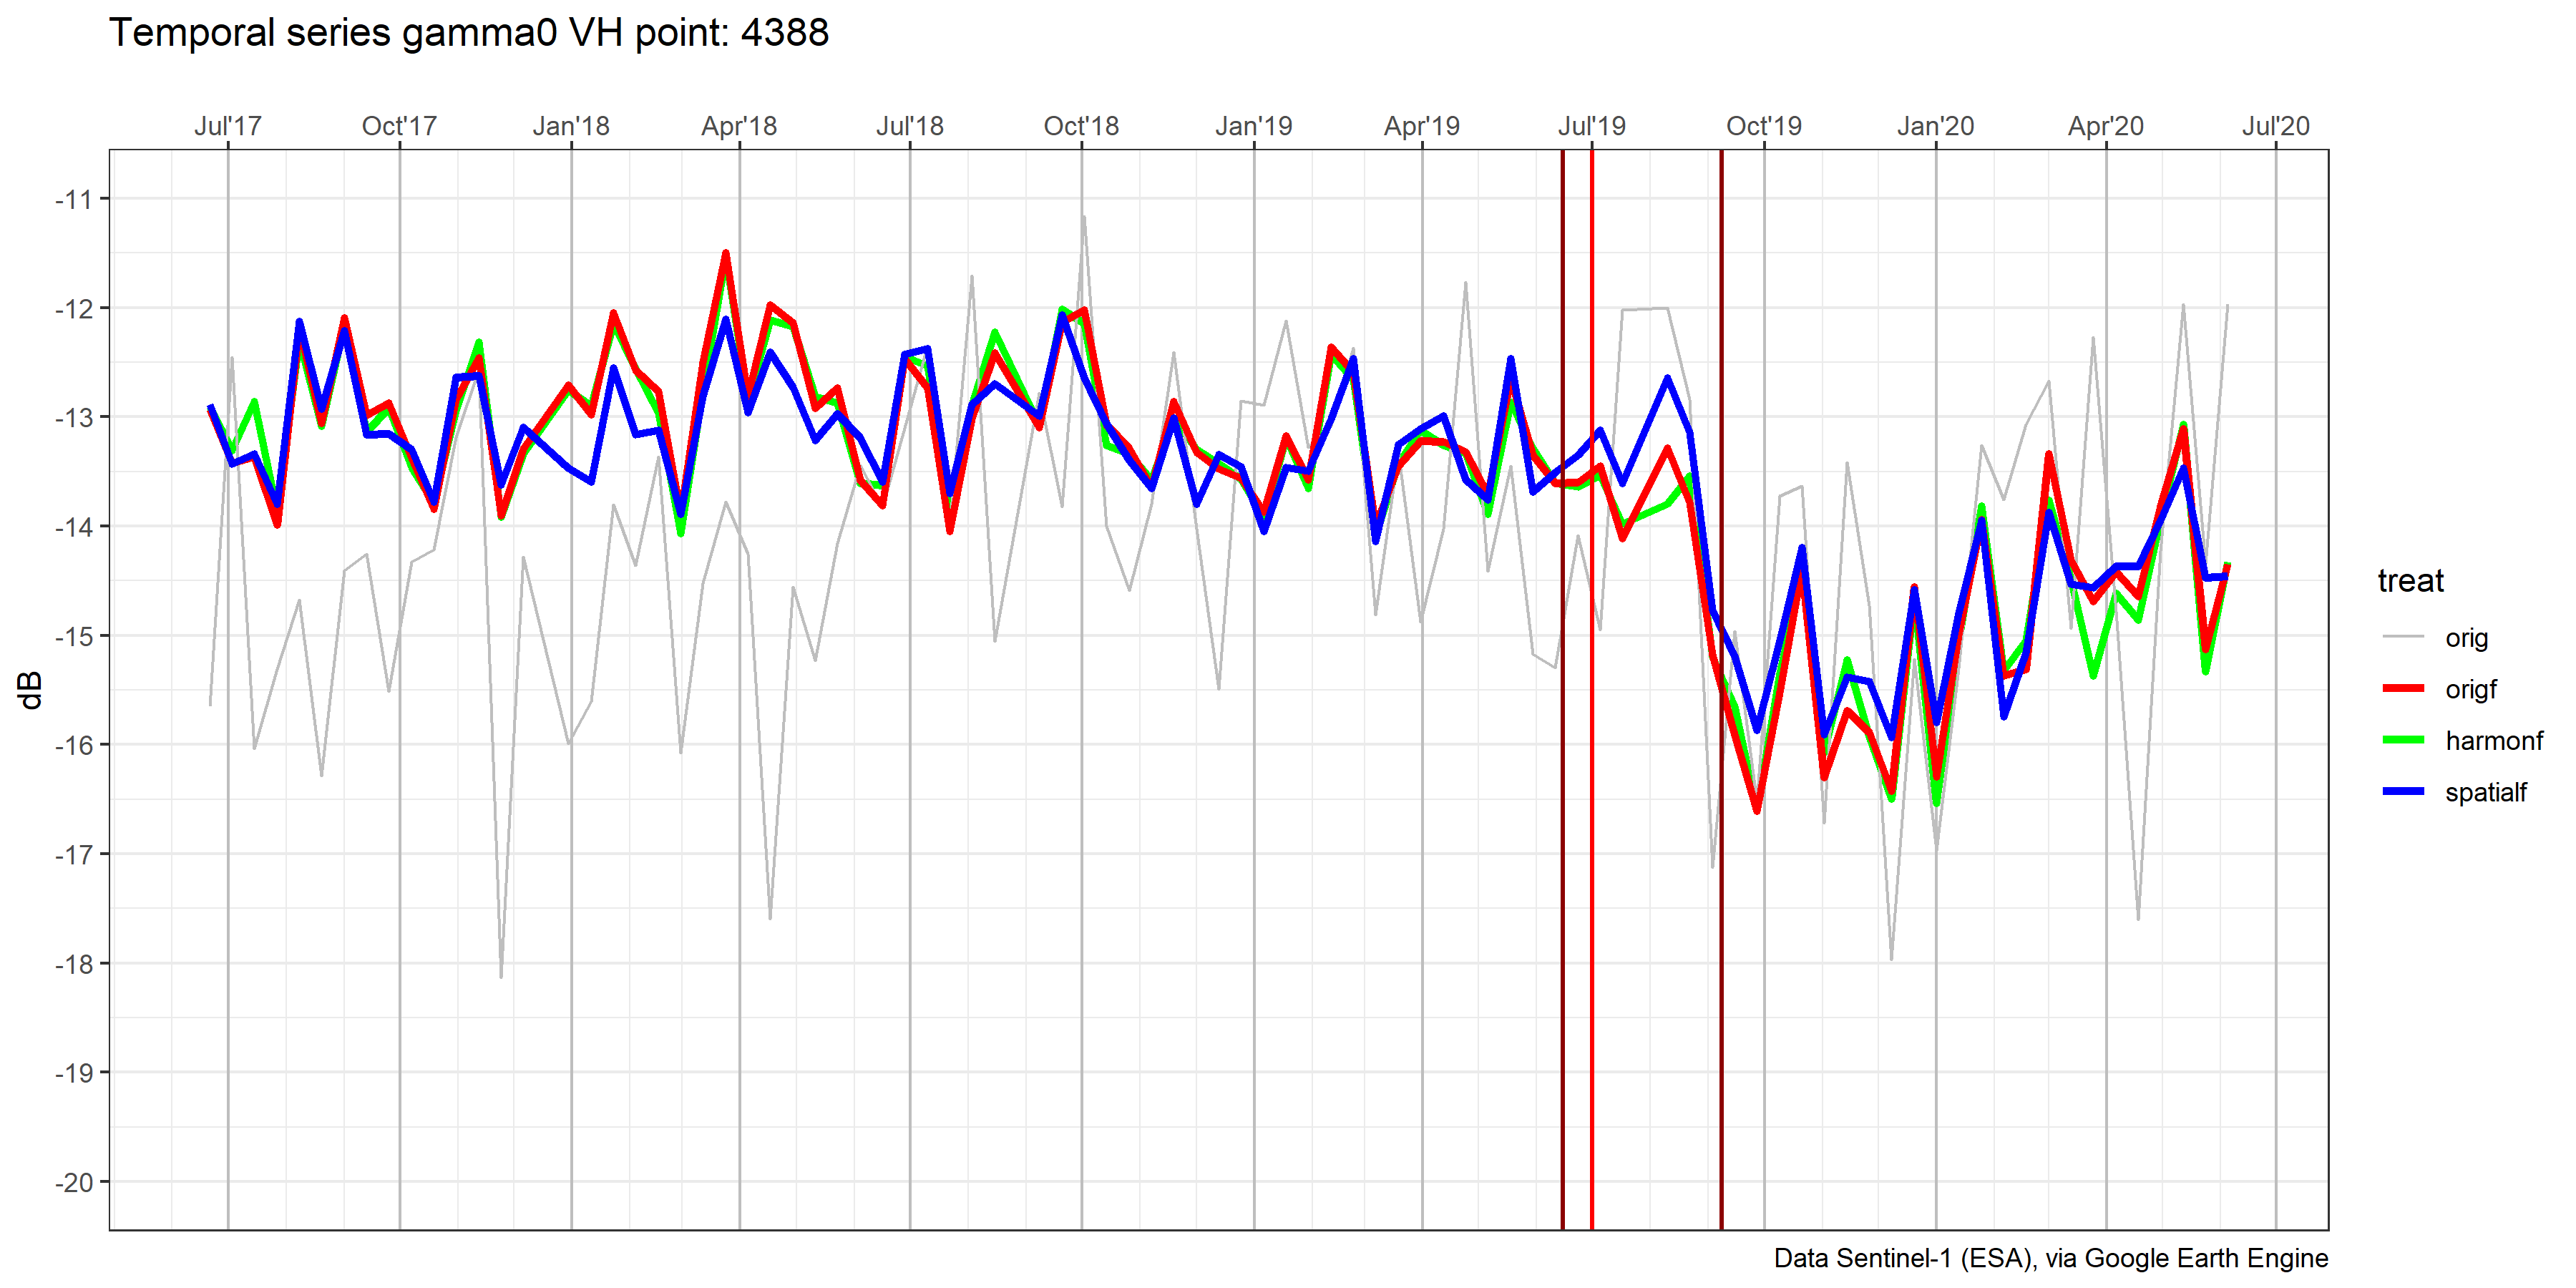 Temporal series gamma0 VH point: 4388
Jul'17 Oct'17 Jan'18 Apr'18 Jul'18 Oct'18 Jan'19 Apr'19 Jul'19 Oct'19 Jan'20 Apr'20 Jul'20
-11
-12
-13
-14
-15
-16
-17
-18
-19
-20
dB
treat
orig
origf
harmonf
spatialf
Data Sentinel-1 (ESA), via Google Earth Engine